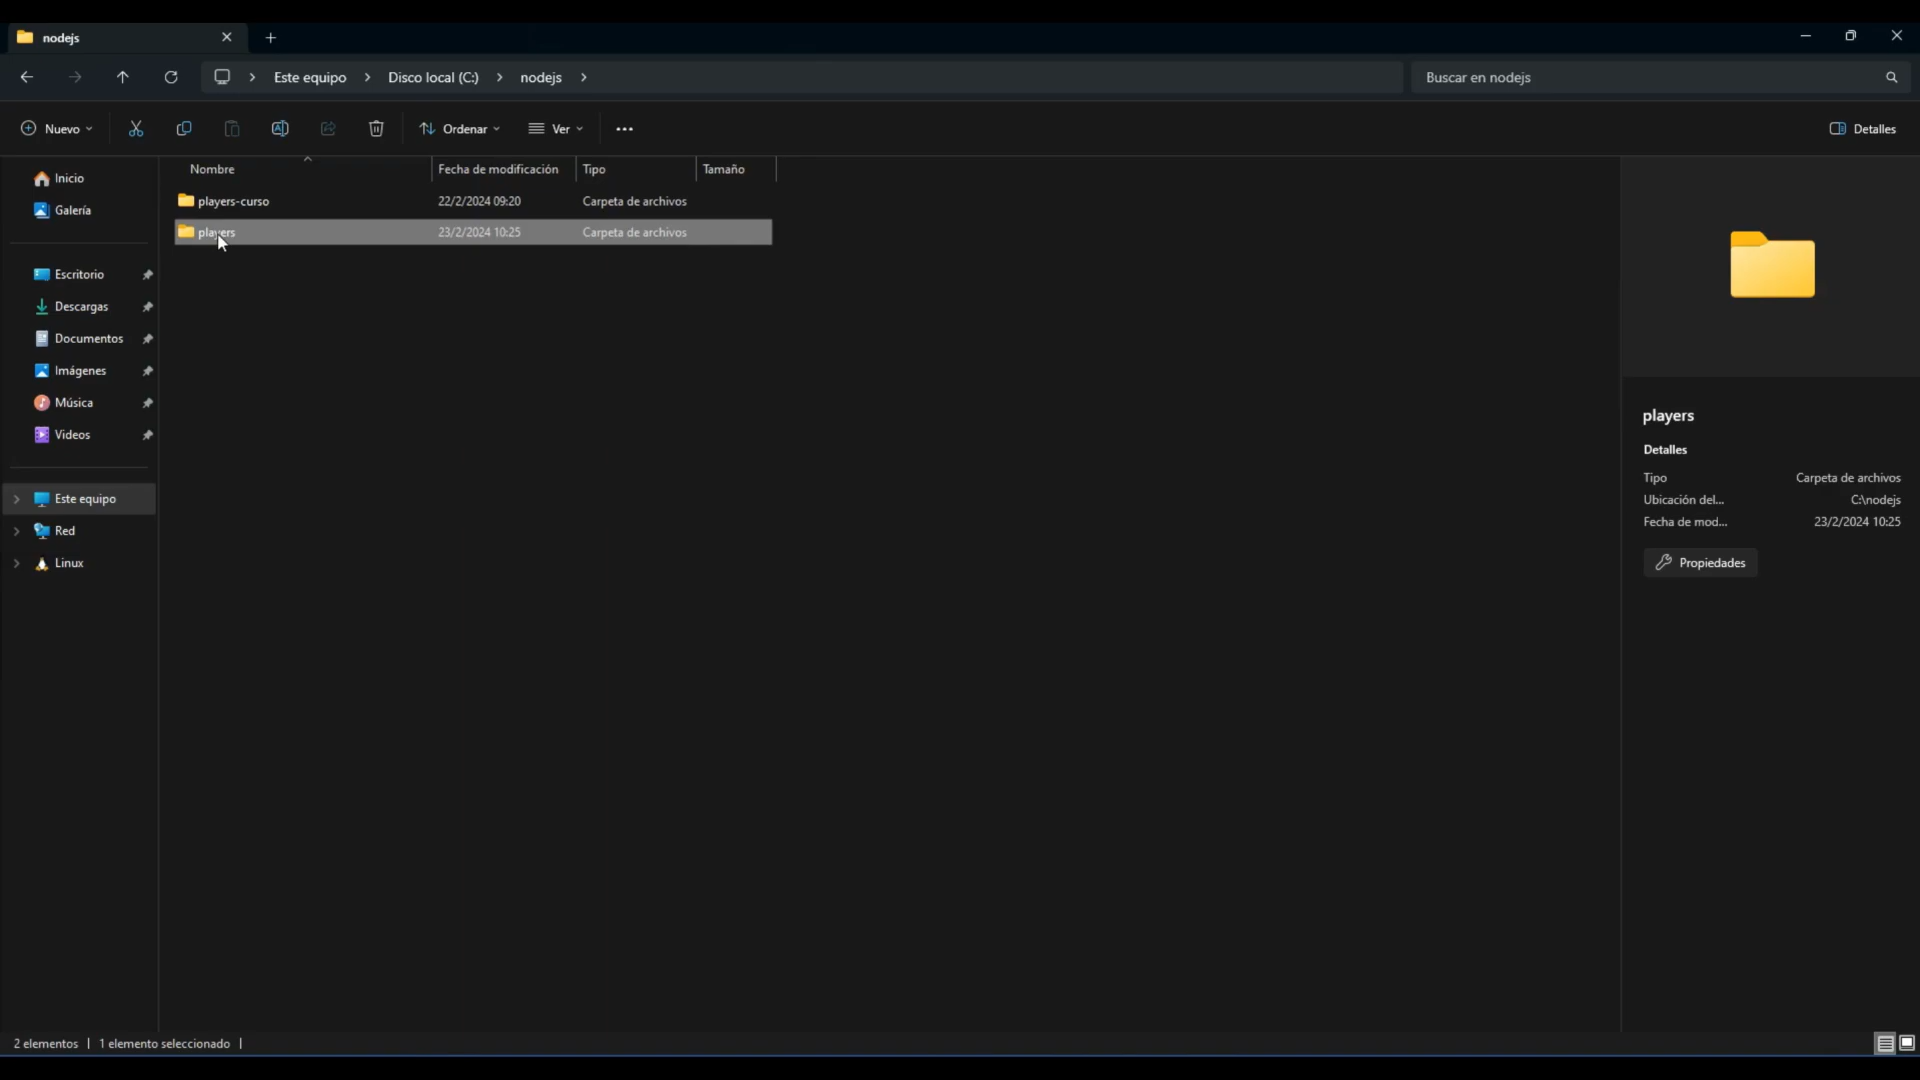 nodejs
Este equipo > Disco local (C:) > nodejs >
Buscar en nodejs
Nuevo
Ordenar
Ver
Detalles
Inicio
Galería
Escritorio
Descargas
Documentos
Imágenes
Música
Videos
Este equipo
Red
Linux
Nombre Fecha de modificación Tipo Tamaño
players-curso 22/2/2024 09:20 Carpeta de archivos
players 23/2/2024 10:25 Carpeta de archivos
players
Detalles
Tipo Carpeta de archivos
Ubicación del... C:\nodejs
Fecha de mod... 23/2/2024 10:25
Propiedades
2 elementos | 1 elemento seleccionado |